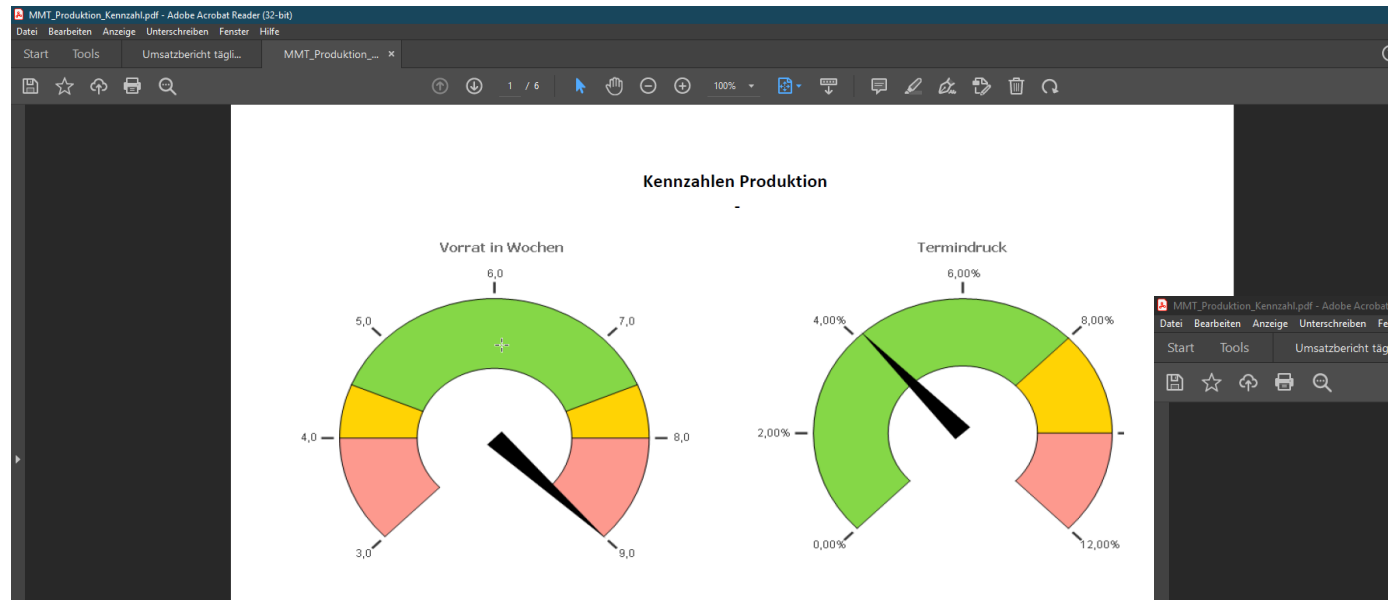 MMT_Produktion_Kennzahl.pdf - Adobe Acrobat Reader (32-bit)
Datei Bearbeiten Anzeige Unterschreiben Fenster Hilfe
Start Tools Umsatzbericht tägli... MMT_Produktion_... ×
1 / 6 100%
Kennzahlen Produktion
-
Vorrat in Wochen
6,0
5,0 7,0
4,0 8,0
3,0 9,0
Termindruck
6,00%
4,00% 8,00%
2,00%
0,00% 12,00%
MMT_Produktion_Kennzahl.pdf - Adobe Acrobat
Datei Bearbeiten Anzeige Unterschreiben Fe
Start Tools Umsatzbericht täg